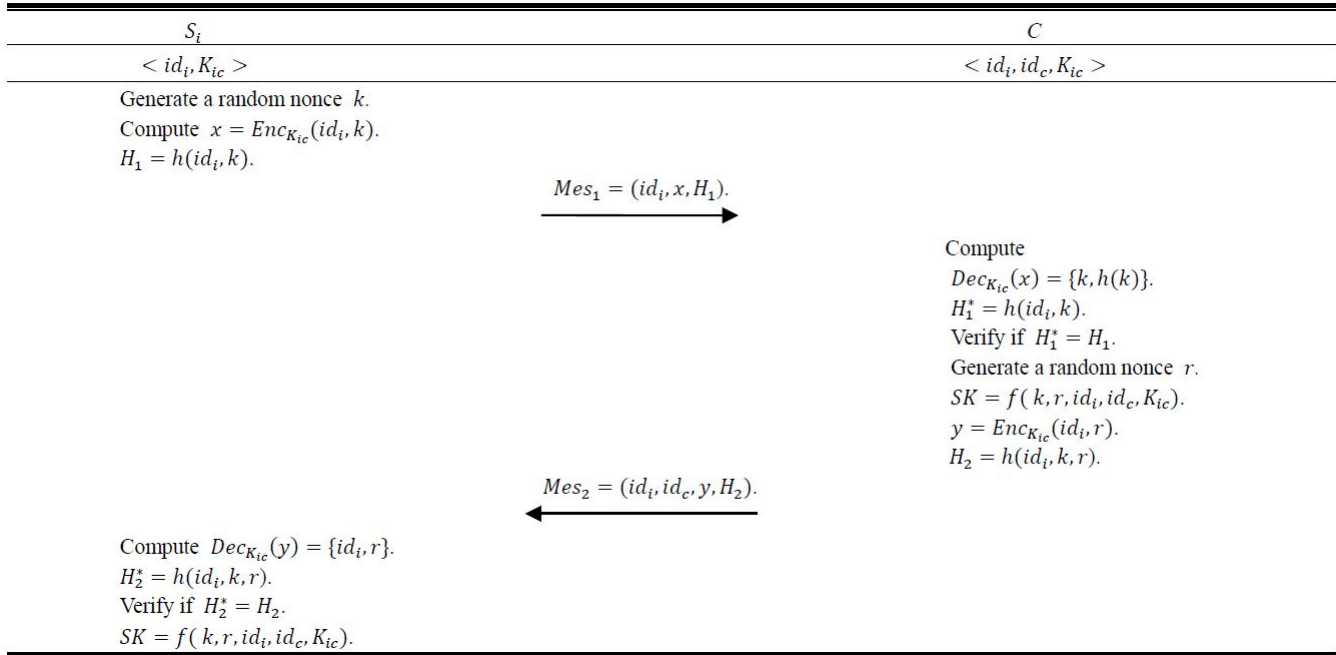 S_i C
< id_i, K_ic > < id_i, id_c, K_ic >
Generate a random nonce k.
Compute x = Enc_{K_ic}(id_i, k).
H_1 = h(id_i, k).
Mes_1 = (id_i, x, H_1).
Compute
Dec_{K_ic}(x) = {k, h(k)}.
H_1^* = h(id_i, k).
Verify if H_1^* = H_1.
Generate a random nonce r.
SK = f( k, r, id_i, id_c, K_ic).
y = Enc_{K_ic}(id_i, r).
H_2 = h(id_i, k, r).
Mes_2 = (id_i, id_c, y, H_2).
Compute Dec_{K_ic}(y) = {id_i, r}.
H_2^* = h(id_i, k, r).
Verify if H_2^* = H_2.
SK = f( k, r, id_i, id_c, K_ic).